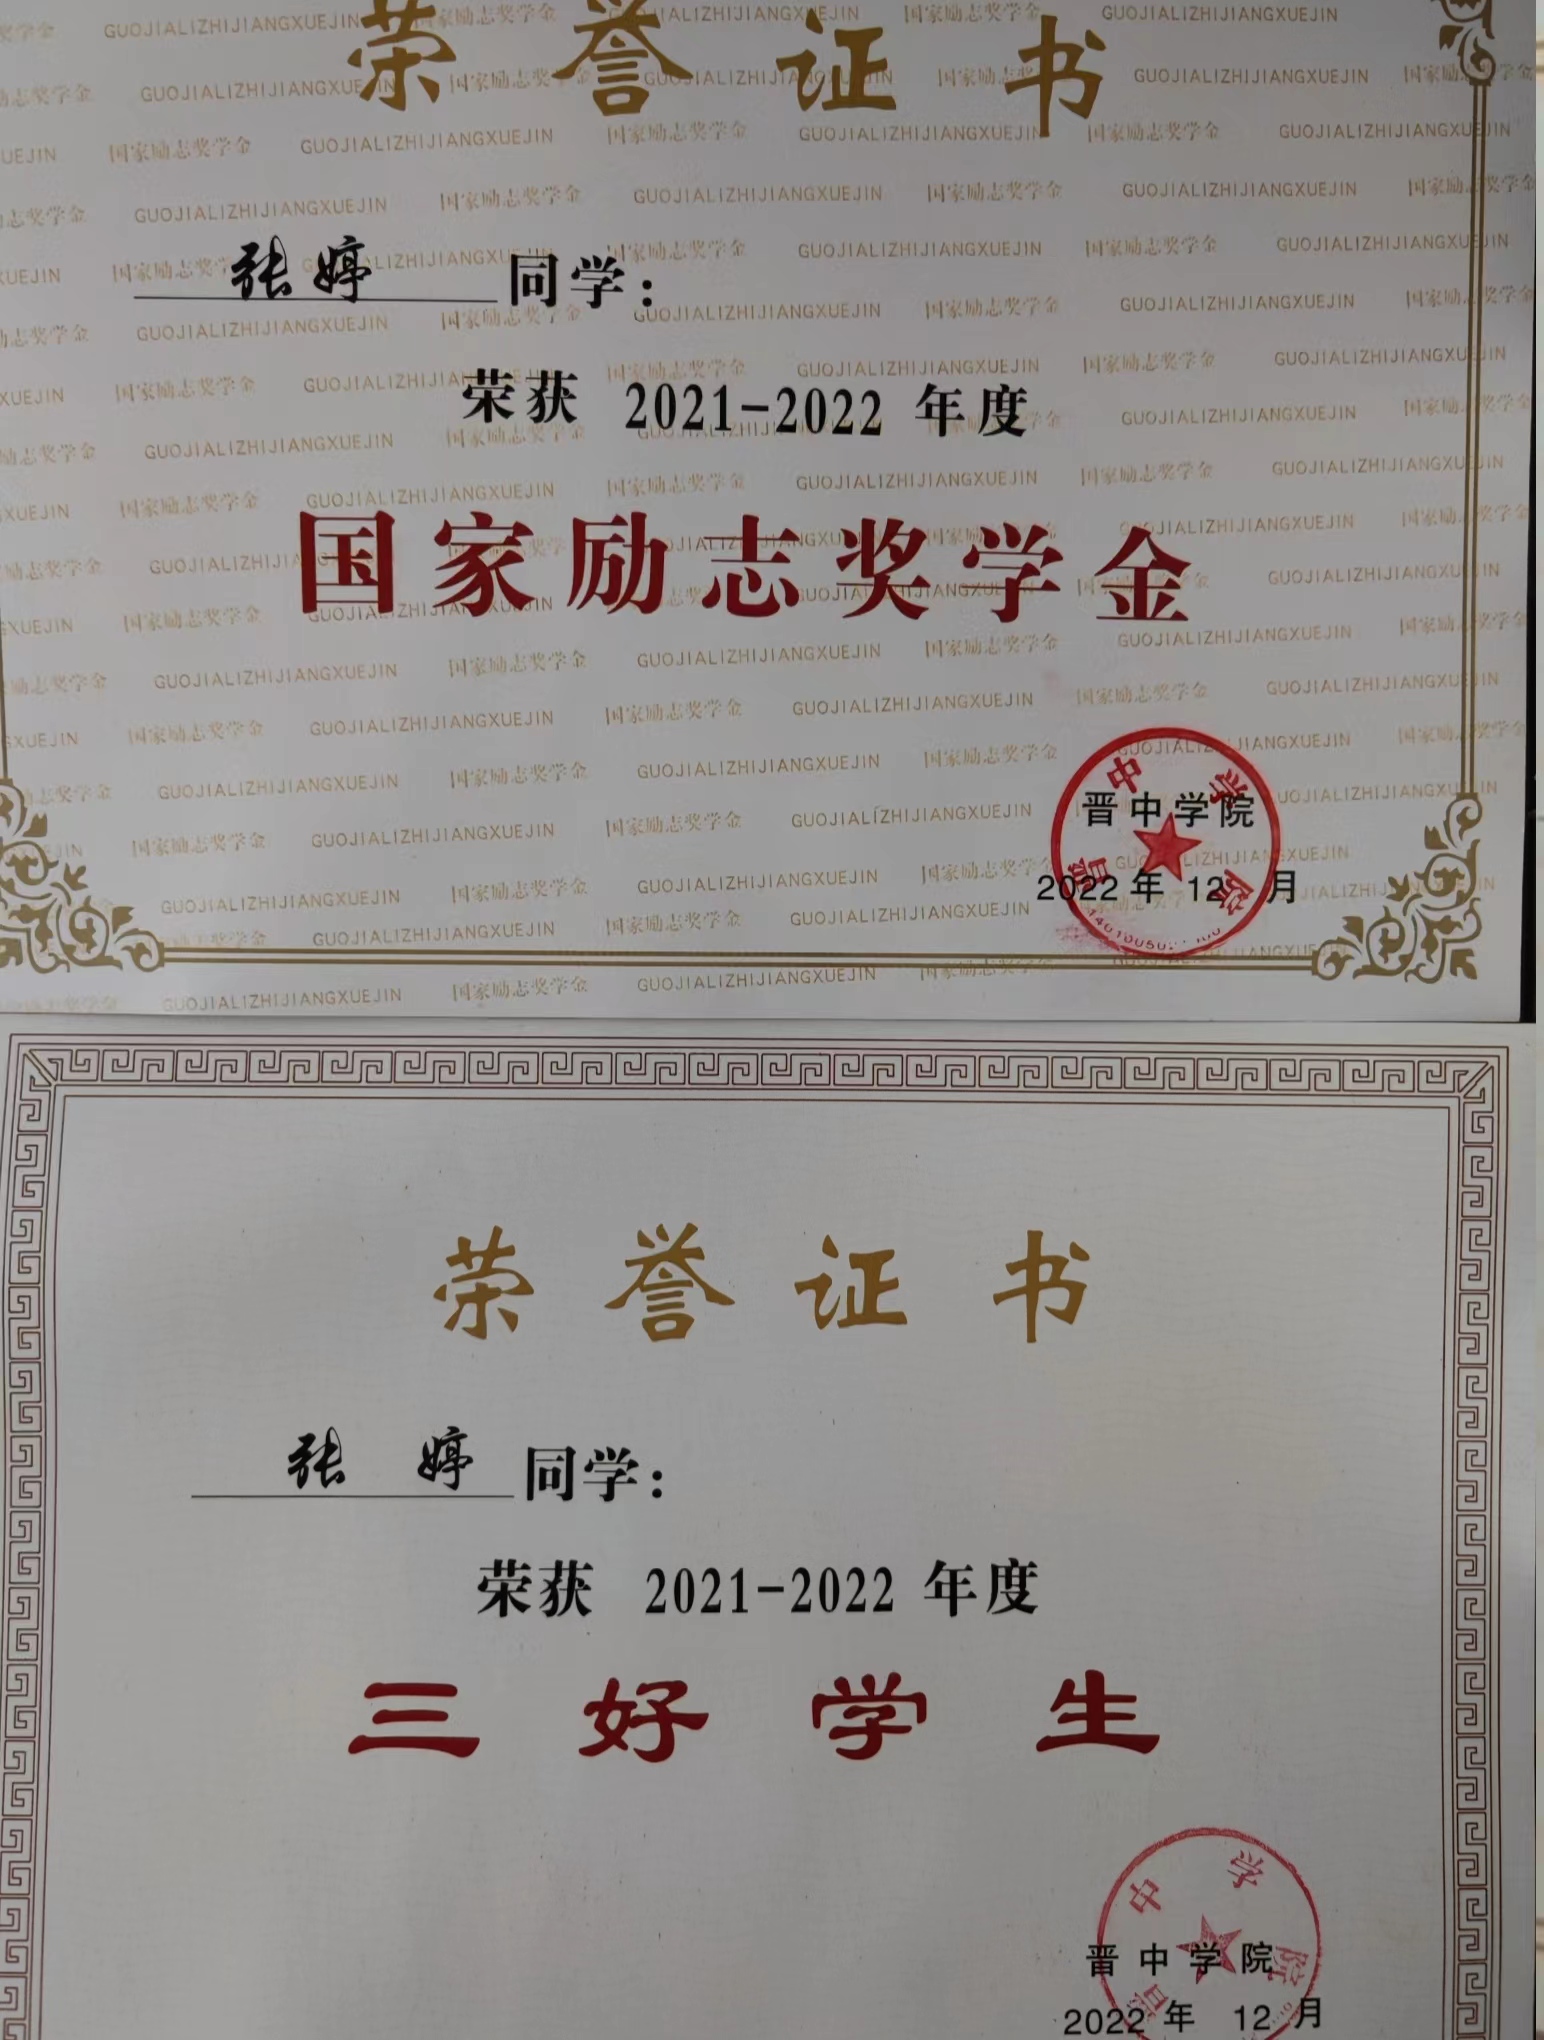 荣誉证书
张婷 同学：
荣获 2021-2022 年度
国家励志奖学金
晋中学院
2022 年 12 月
荣誉证书
张 婷 同学：
荣获 2021-2022 年度
三好学生
晋中学院
2022 年 12 月